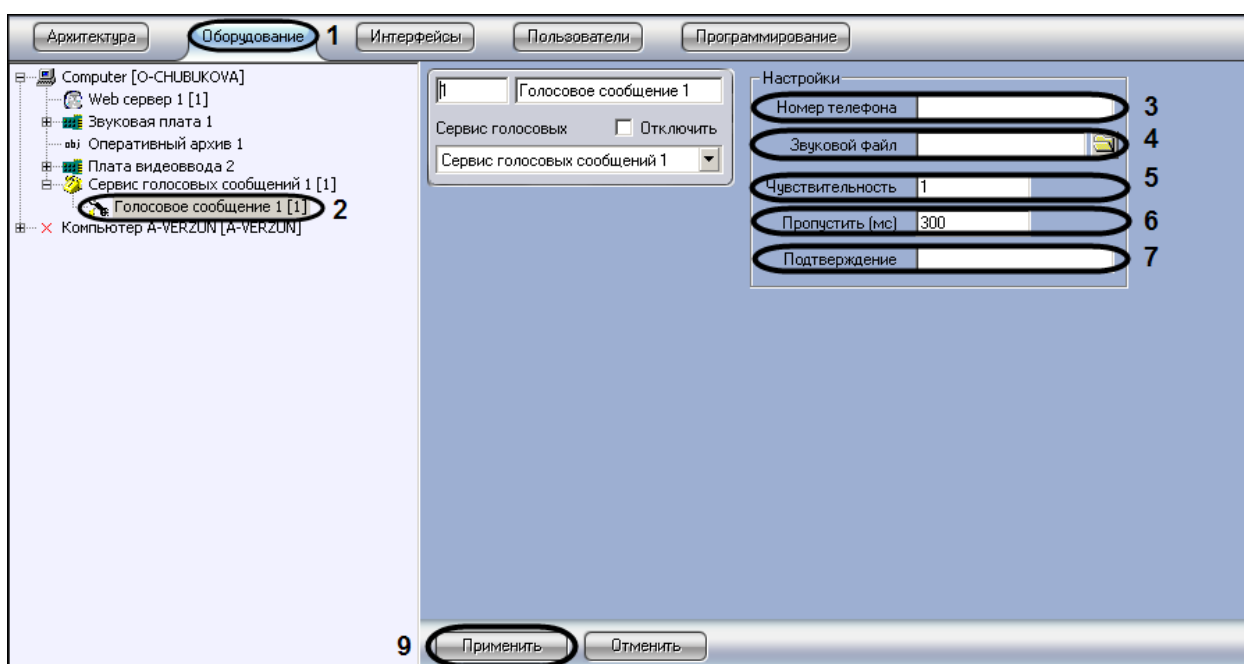 Архитектура
Оборудование
1
Интерфейсы
Пользователи
Программирование
Computer [O-CHUBUKOVA]
Web сервер 1 [1]
Звуковая плата 1
obj Оперативный архив 1
Плата видеоввода 2
Сервис голосовых сообщений 1 [1]
Голосовое сообщение 1 [1]
2
Компьютер A-VERZUN [A-VERZUN]
1
Голосовое сообщение 1
Сервис голосовых
Отключить
Сервис голосовых сообщений 1
Настройки
Номер телефона
3
Звуковой файл
4
Чувствительность
1
5
Пропустить (мс)
300
6
Подтверждение
7
9
Применить
Отменить